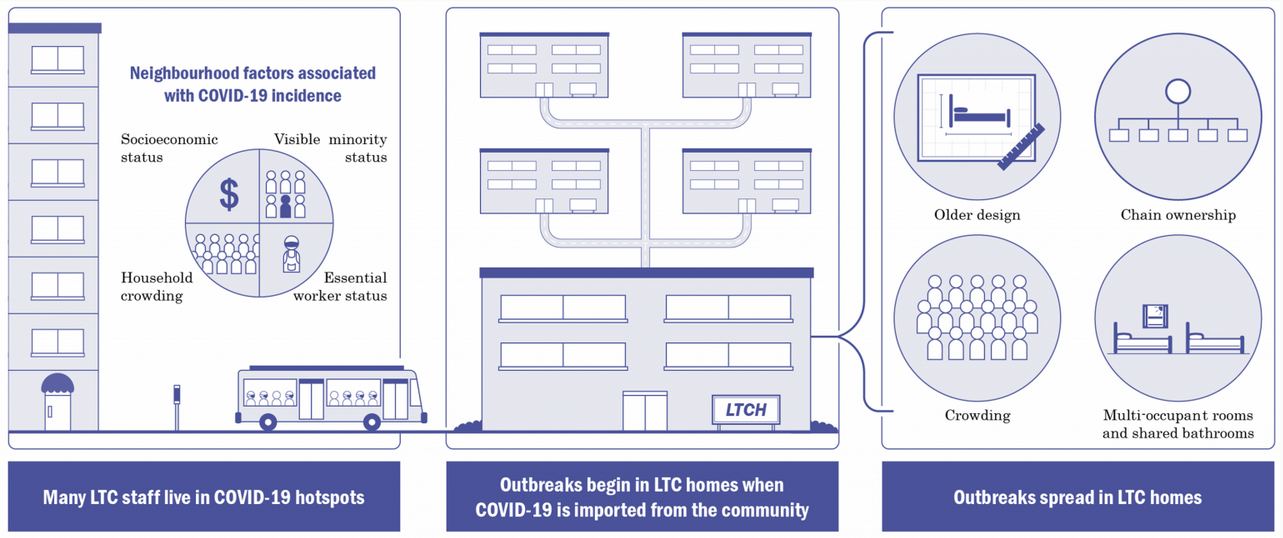 Neighbourhood factors associated
with COVID-19 incidence
Socioeconomic
status
Visible minority
status
$
Household
crowding
Essential
worker status
Many LTC staff live in COVID-19 hotspots
LTCH
Outbreaks begin in LTC homes when
COVID-19 is imported from the community
Older design
Chain ownership
Crowding
Multi-occupant rooms
and shared bathrooms
Outbreaks spread in LTC homes